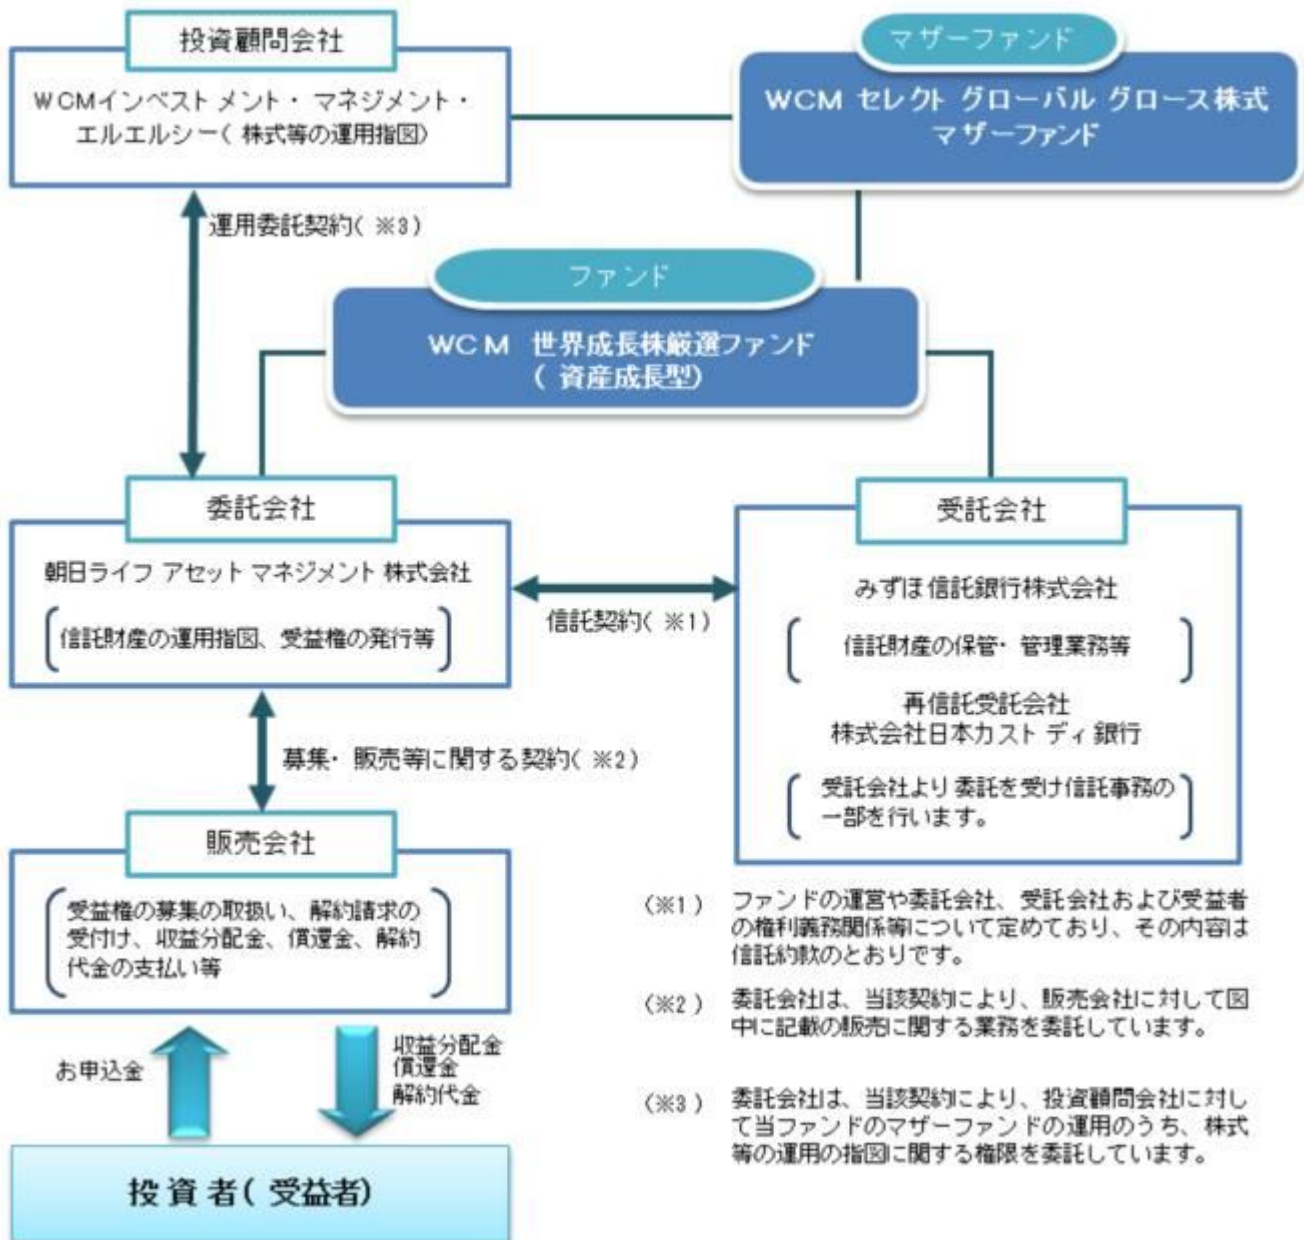 投資顧問会社
WCMインベストメント・マネジメント・
エルエルシー(株式等の運用指図)
マザーファンド
WCM セレクト グローバル グロース株式
マザーファンド
運用委託契約(※3)
ファンド
WCM 世界成長株厳選ファンド
(資産成長型)
委託会社
朝日ライフ アセット マネジメント 株式会社
信託財産の運用指図、受益権の発行等
信託契約(※1)
受託会社
みずほ信託銀行株式会社
信託財産の保管・管理業務等
再信託受託会社
株式会社日本カストディ銀行
受託会社より委託を受け信託事務の
一部を行います。
募集・販売等に関する契約(※2)
販売会社
受益権の募集の取扱い、解約請求の
受付け、収益分配金、償還金、解約
代金の支払い等
お申込金
収益分配金
償還金
解約代金
投資者(受益者)
(※1) ファンドの運営や委託会社、受託会社および受益者
の権利義務関係等について定めており、その内容は
信託約款のとおりです。
(※2) 委託会社は、当該契約により、販売会社に対して図
中に記載の販売に関する業務を委託しています。
(※3) 委託会社は、当該契約により、投資顧問会社に対し
て当ファンドのマザーファンドの運用のうち、株式
等の運用の指図に関する権限を委託しています。